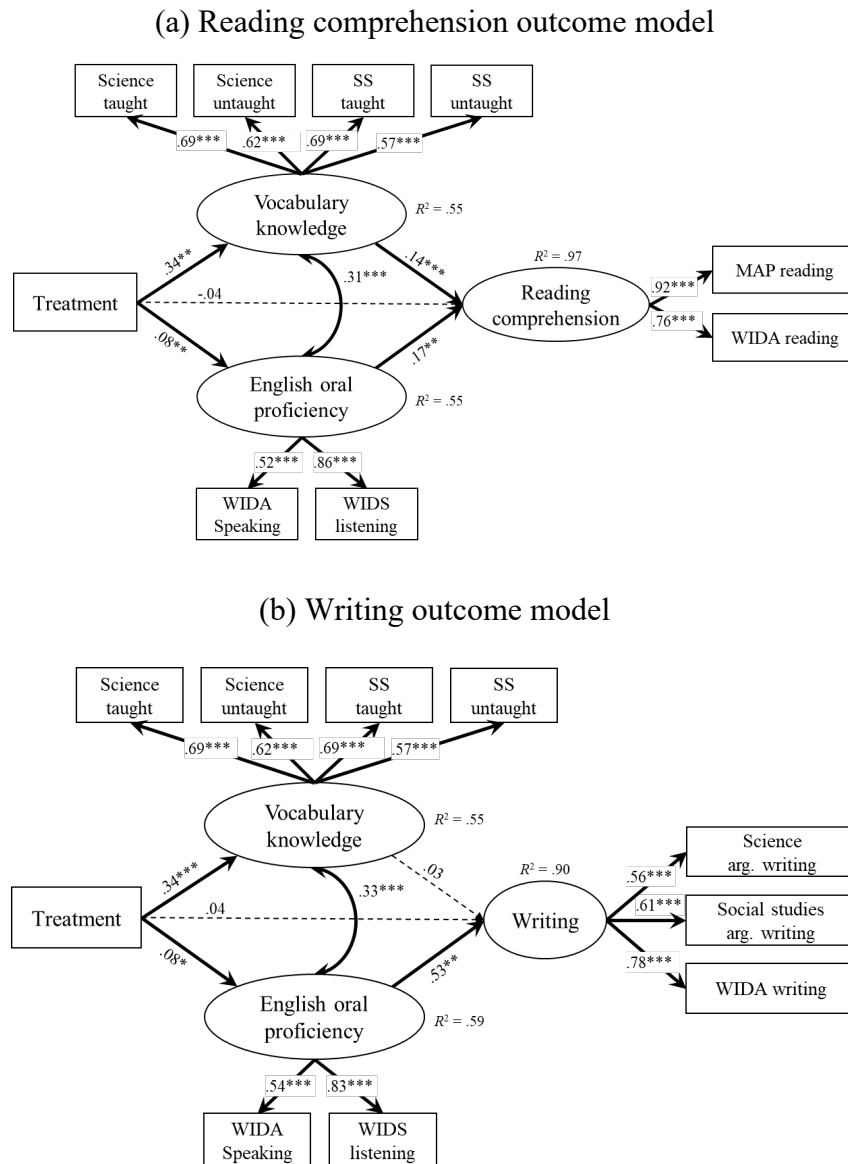 (a) Reading comprehension outcome model
Science
taught
Science
untaught
SS
taught
SS
untaught
.69***
.62***
.69***
.57***
Vocabulary
knowledge
R² = .55
.34**
.14***
.31***
R² = .97
Treatment
-.04
Reading
comprehension
.92***
MAP reading
.76***
WIDA reading
.08**
.17**
English oral
proficiency
R² = .55
.52***
.86***
WIDA
Speaking
WIDS
listening
(b) Writing outcome model
Science
taught
Science
untaught
SS
taught
SS
untaught
.69***
.62***
.69***
.57***
Vocabulary
knowledge
R² = .55
.34***
.03
.33***
R² = .90
Treatment
.04
Writing
.56***
Science
arg. writing
.61***
Social studies
arg. writing
.78***
WIDA writing
.08*
.53**
English oral
proficiency
R² = .59
.54***
.83***
WIDA
Speaking
WIDS
listening